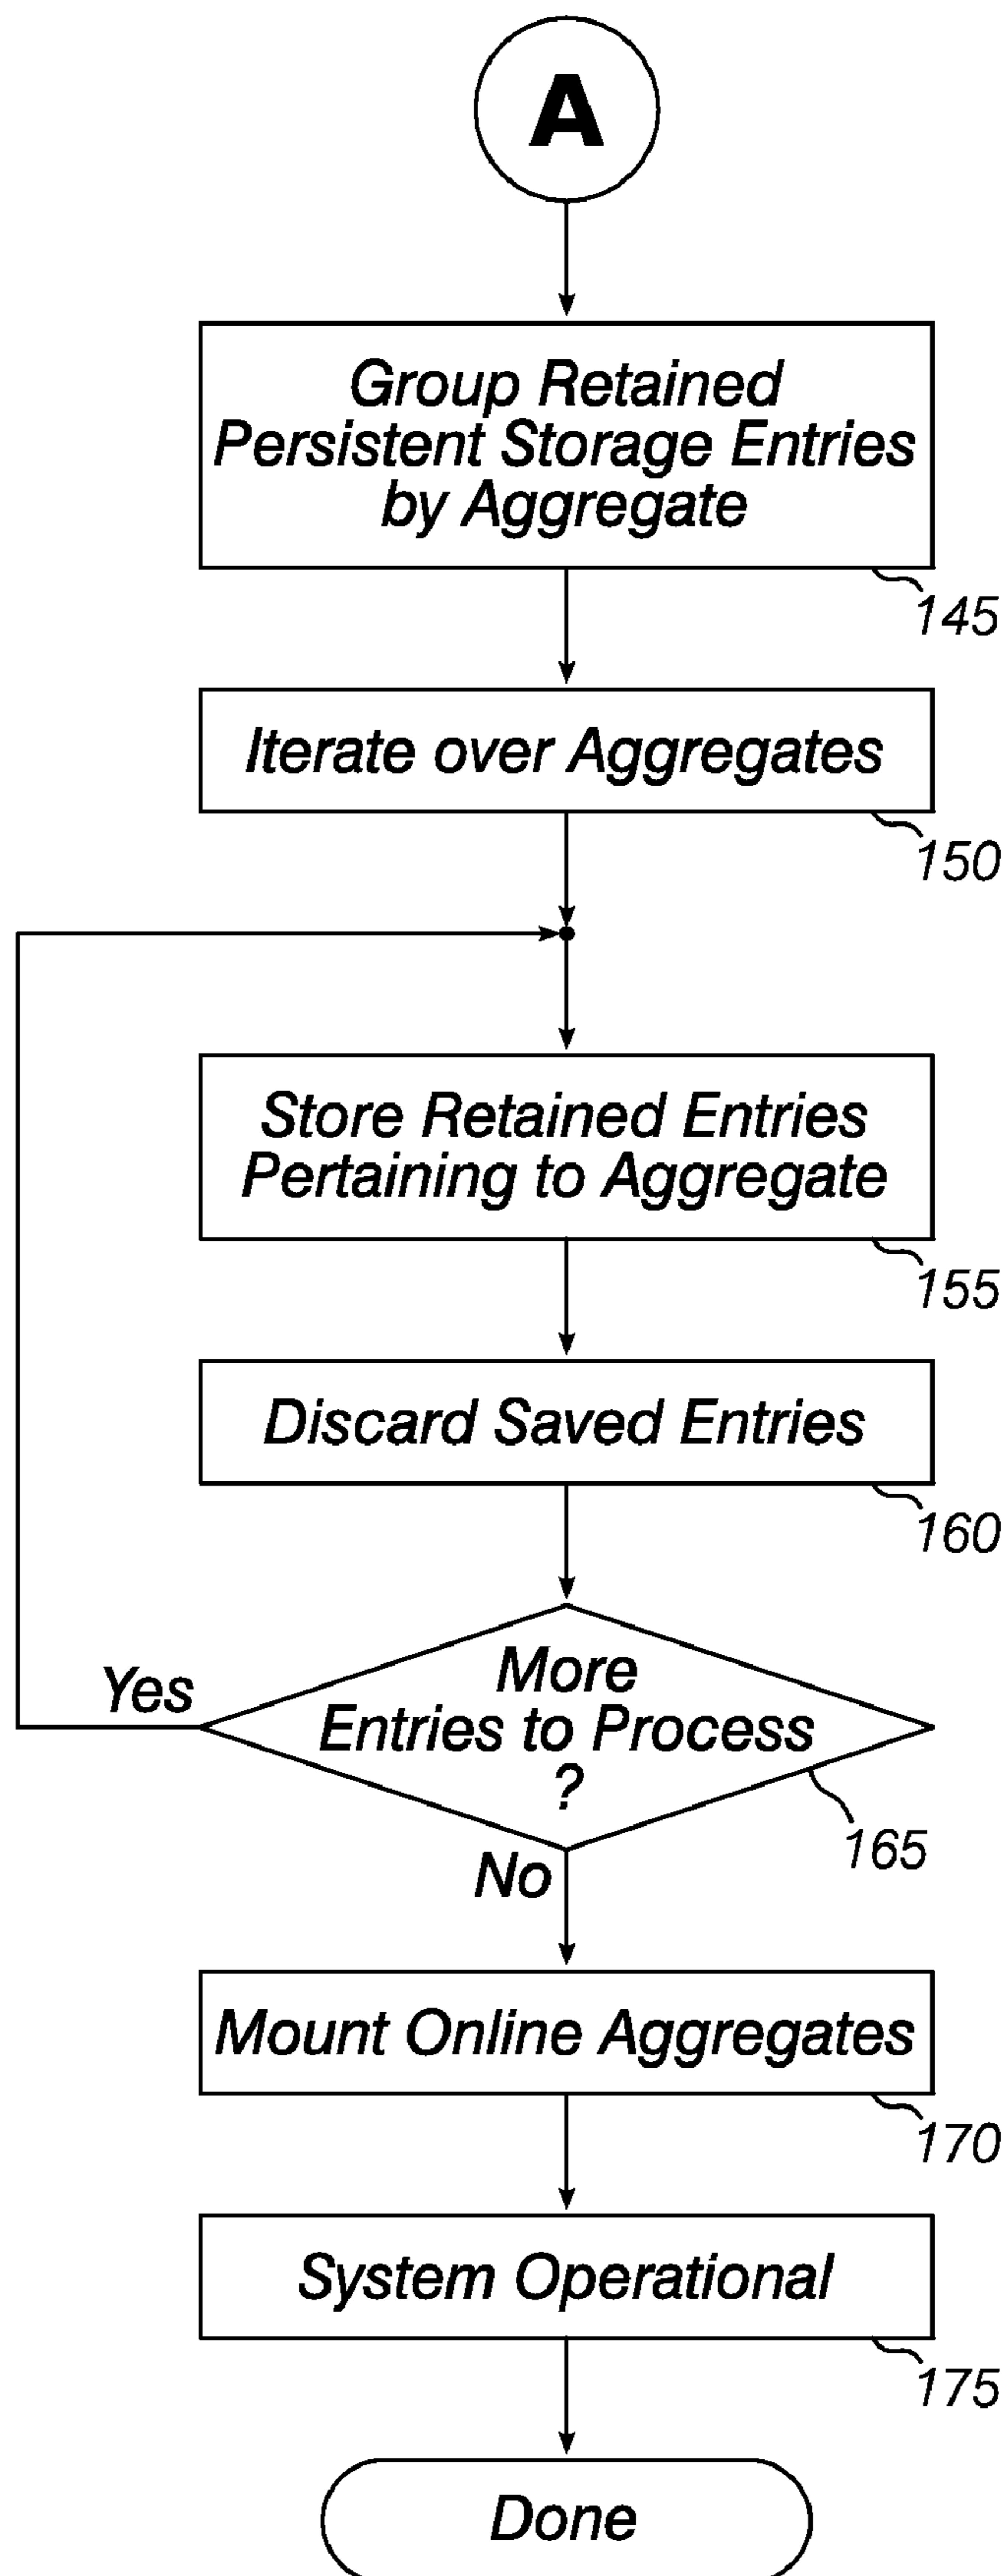 A
Group Retained
Persistent Storage Entries
by Aggregate
145
Iterate over Aggregates
150
Store Retained Entries
Pertaining to Aggregate
155
Discard Saved Entries
160
More
Entries to Process
?
Yes
165
No
Mount Online Aggregates
170
System Operational
175
Done